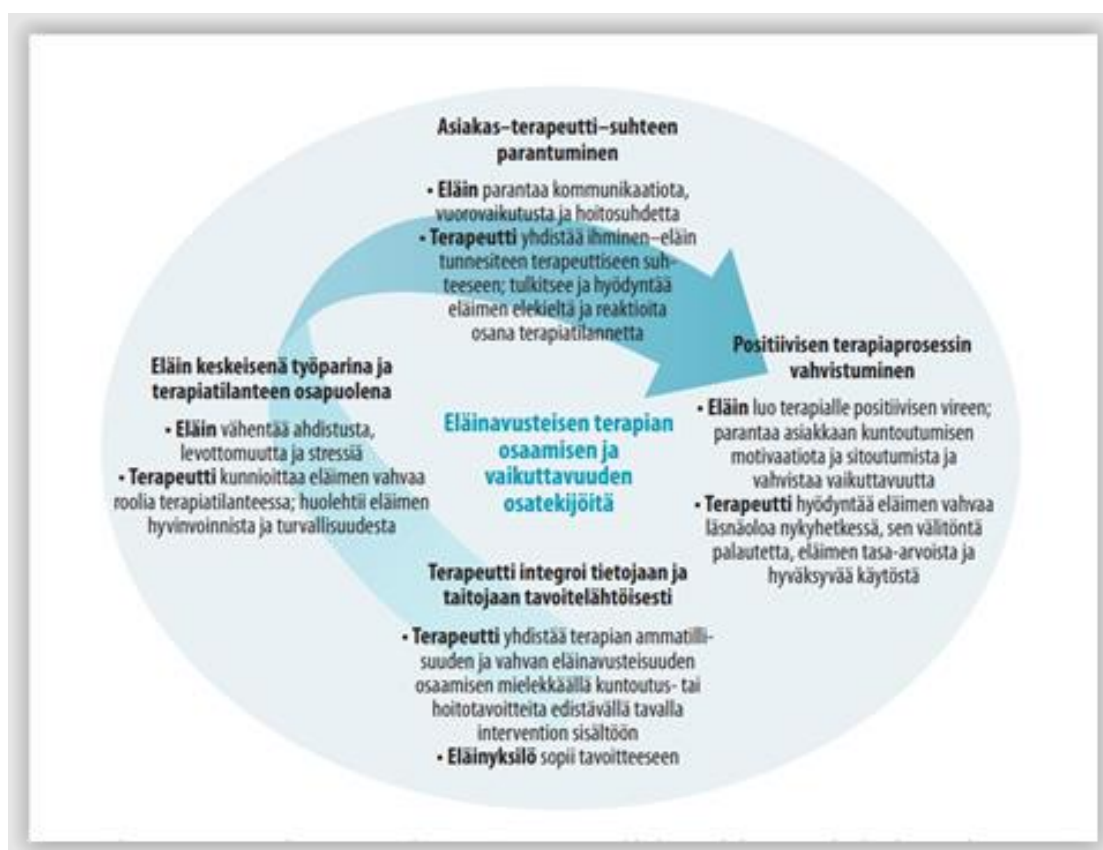 Asiakas–terapeutti–suhteen
parantuminen
• Eläin parantaa kommunikaatiota,
vuorovaikutusta ja hoitosuhdetta
• Terapeutti yhdistää ihminen–eläin
tunnesiteen terapeuttiseen suh-
teeseen; tulkitsee ja hyödyntää
eläimen elekieltä ja reaktioita
osana terapiatilannetta
Eläin keskeisenä työparina ja
terapiatilanteen osapuolena
• Eläin vähentää ahdistusta,
levottomuutta ja stressiä
• Terapeutti kunnioittaa eläimen vahvaa
roolia terapiatilanteessa; huolehtii eläimen
hyvinvoinnista ja turvallisuudesta
Eläinavusteisen terapian
osaamisen ja
vaikuttavuuden
osatekijöitä
Positiivisen terapiaprosessin
vahvistuminen
• Eläin luo terapialle positiivisen vireen;
parantaa asiakkaan kuntoutumisen
motivaatiota ja sitoutumista ja
vahvistaa vaikuttavuutta
• Terapeutti hyödyntää eläimen vahvaa
läsnäoloa nykyhetkessä, sen välitöntä
palautetta, eläimen tasa-arvoista ja
hyväksyvää käytöstä
Terapeutti integroi tietojaan ja
taitojaan tavoitelähtöisesti
• Terapeutti yhdistää terapian ammatilli-
suuden ja vahvan eläinavusteisuuden
osaamisen mielekkäällä kuntoutus- tai
hoitotavoitteita edistävällä tavalla
intervention sisältöön
• Eläinyksilö sopii tavoitteeseen